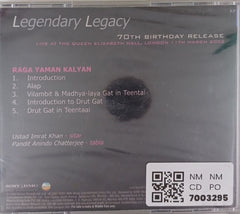 Legendary Legacy
70TH BIRTHDAY RELEASE
LIVE AT THE QUEEN ELIZABETH HALL, LONDON 11TH MARCH 2002
RAGA YAMAN KALYAN
1. Introduction
2. Alap
3. Vilambit & Madhya-laya Gat in Teental
4. Introduction to Drut Gat
5. Drut Gat in Teentaal
Ustad Imrat Khan - sitar
Pandit Anindo Chatterjee - tabla
NM NM
CD PO
7003295